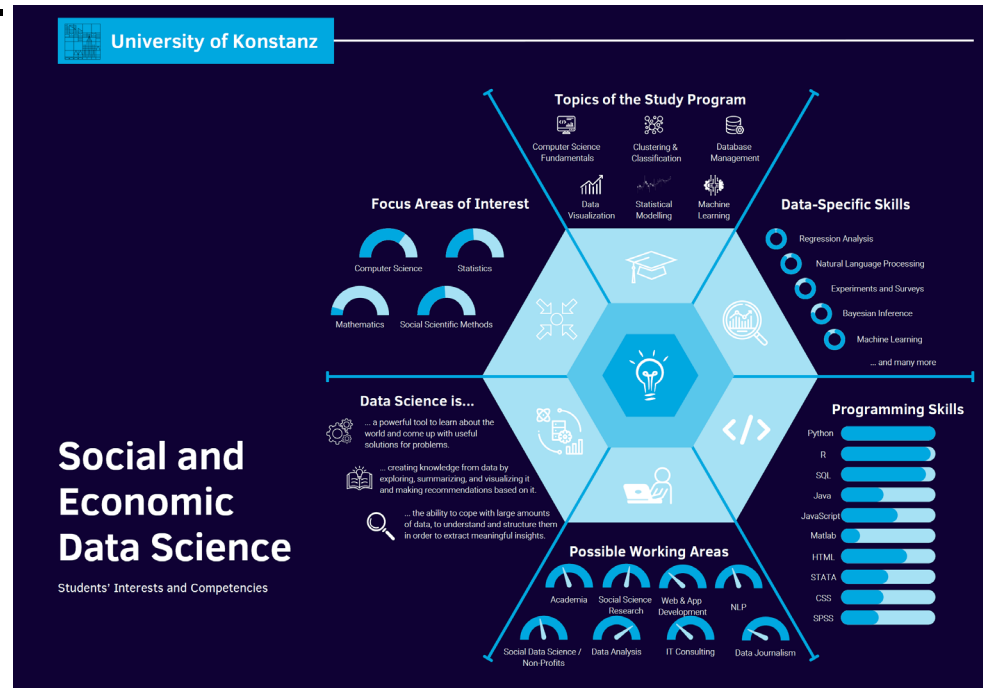 University of Konstanz
Topics of the Study Program
Computer Science
Fundamentals
Clustering &
Classification
Database
Management
Data
Visualization
Statistical
Modelling
Machine
Learning
Focus Areas of Interest
Computer Science
Statistics
Mathematics
Social Scientific Methods
Data-Specific Skills
Regression Analysis
Natural Language Processing
Experiments and Surveys
Bayesian Inference
Machine Learning
... and many more
Data Science is...
... a powerful tool to learn about the
world and come up with useful
solutions for problems.
... creating knowledge from data by
exploring, summarizing, and visualizing it
and making recommendations based on it.
... the ability to cope with large amounts
of data, to understand and structure them
in order to extract meaningful insights.
</>
Programming Skills
Python
R
SQL
Java
JavaScript
Matlab
HTML
STATA
CSS
SPSS
Social and
Economic
Data Science
Students' Interests and Competencies
Possible Working Areas
Academia
Social Science
Research
Web & App
Development
NLP
Social Data Science /
Non-Profits
Data Analysis
IT Consulting
Data Journalism